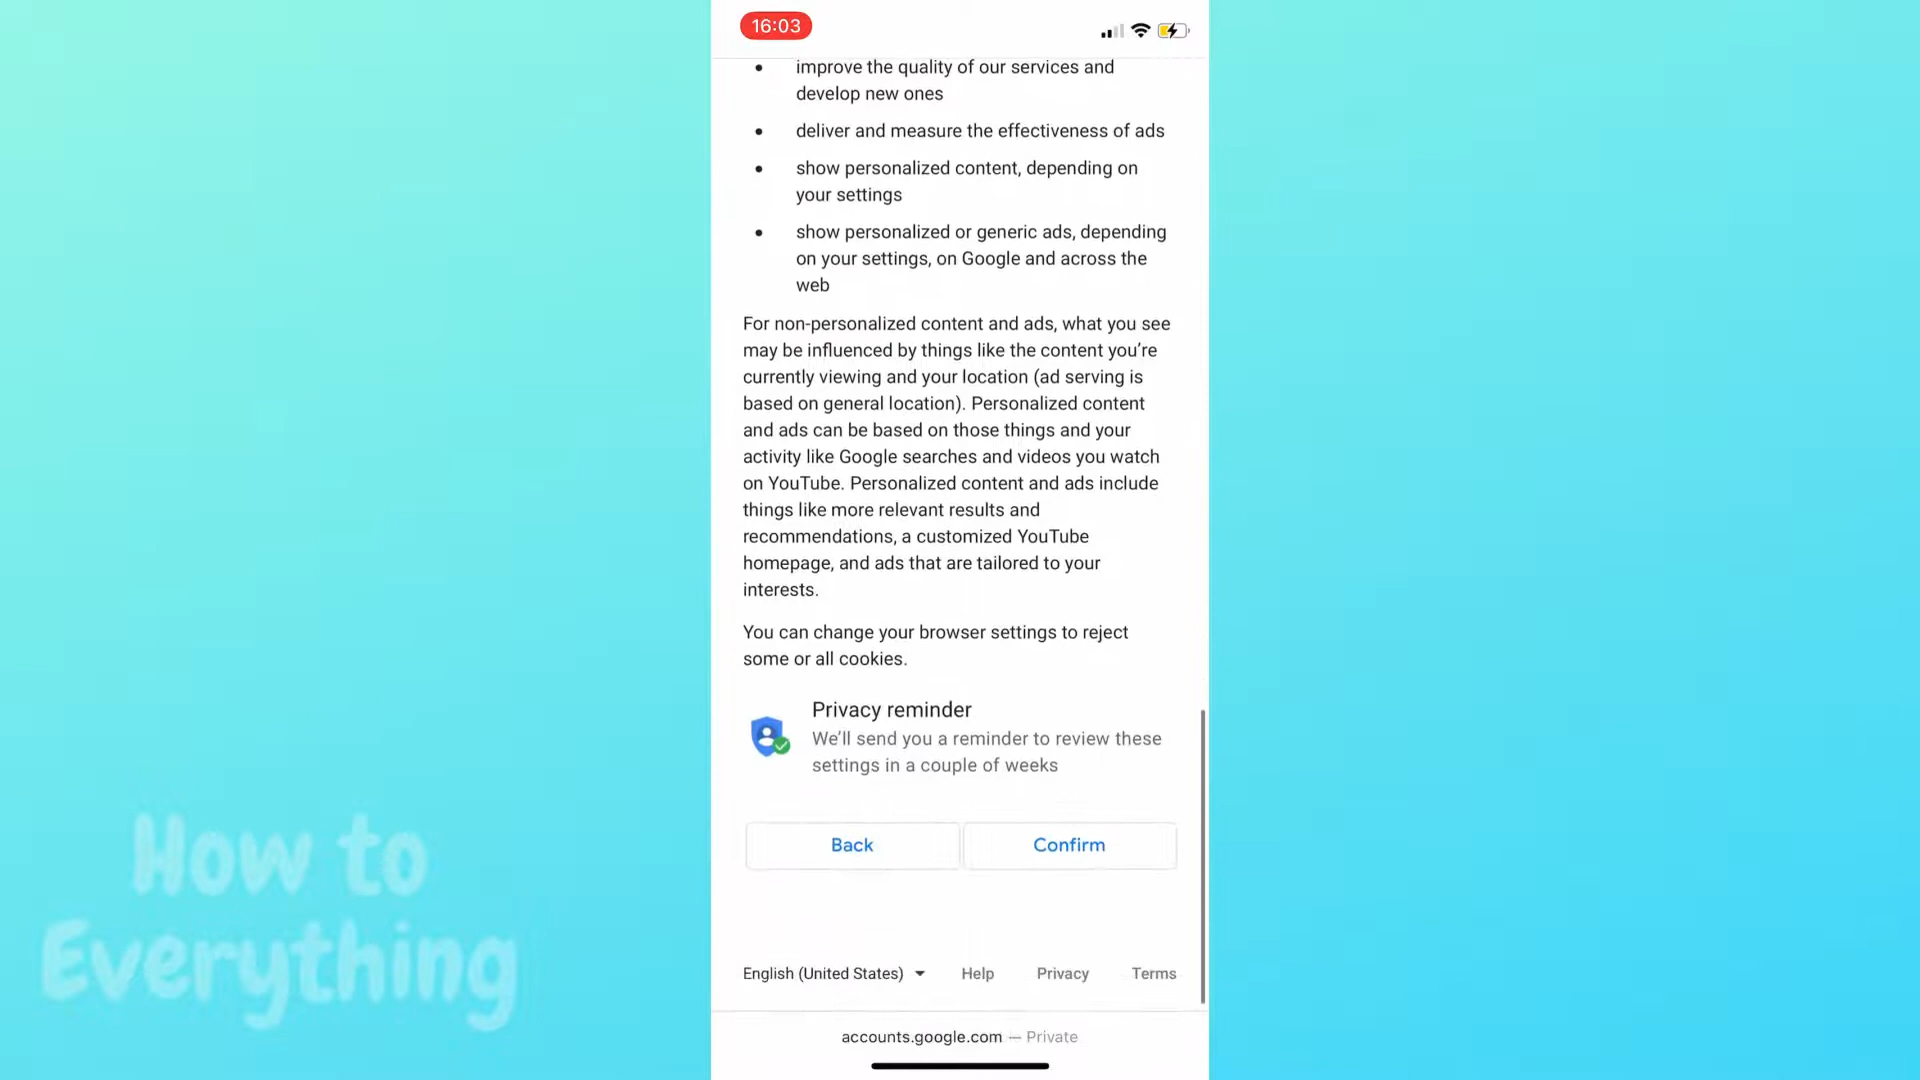 16:03
improve the quality of our services and
develop new ones
deliver and measure the effectiveness of ads
show personalized content, depending on
your settings
show personalized or generic ads, depending
on your settings, on Google and across the
web
For non-personalized content and ads, what you see
may be influenced by things like the content you’re
currently viewing and your location (ad serving is
based on general location). Personalized content
and ads can be based on those things and your
activity like Google searches and videos you watch
on YouTube. Personalized content and ads include
things like more relevant results and
recommendations, a customized YouTube
homepage, and ads that are tailored to your
interests.
You can change your browser settings to reject
some or all cookies.
Privacy reminder
We’ll send you a reminder to review these
settings in a couple of weeks
Back Confirm
English (United States) Help Privacy Terms
accounts.google.com — Private
How to
Everything